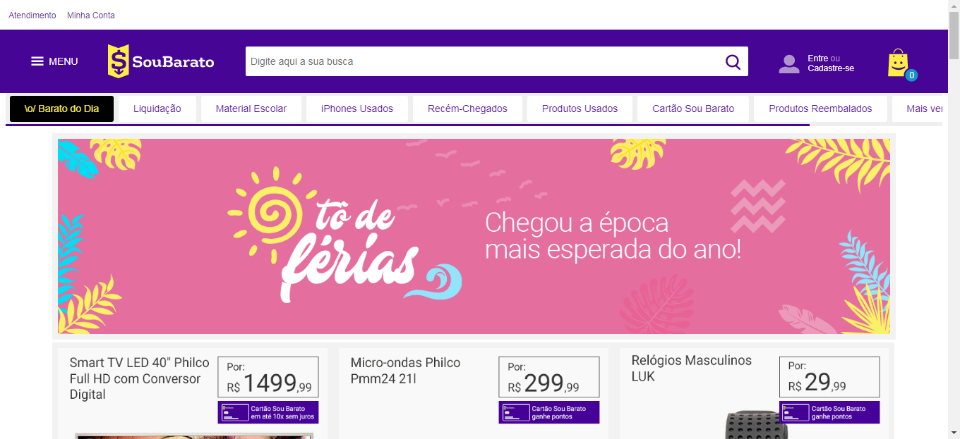 Atendimento Minha Conta
MENU
SouBarato
Digite aqui a sua busca
Entre ou
Cadastre-se
0
\o/ Barato do Dia
Liquidação
Material Escolar
iPhones Usados
Recém-Chegados
Produtos Usados
Cartão Sou Barato
Produtos Reembalados
Mais ver
tô de
férias
Chegou a época
mais esperada do ano!
Smart TV LED 40" Philco
Full HD com Conversor
Digital
Por:
R$ 1499,99
Cartão Sou Barato
em até 10x sem juros
Micro-ondas Philco
Pmm24 21l
Por:
R$ 299,99
Cartão Sou Barato
ganhe pontos
Relógios Masculinos
LUK
Por:
R$ 29,99
Cartão Sou Barato
ganhe pontos